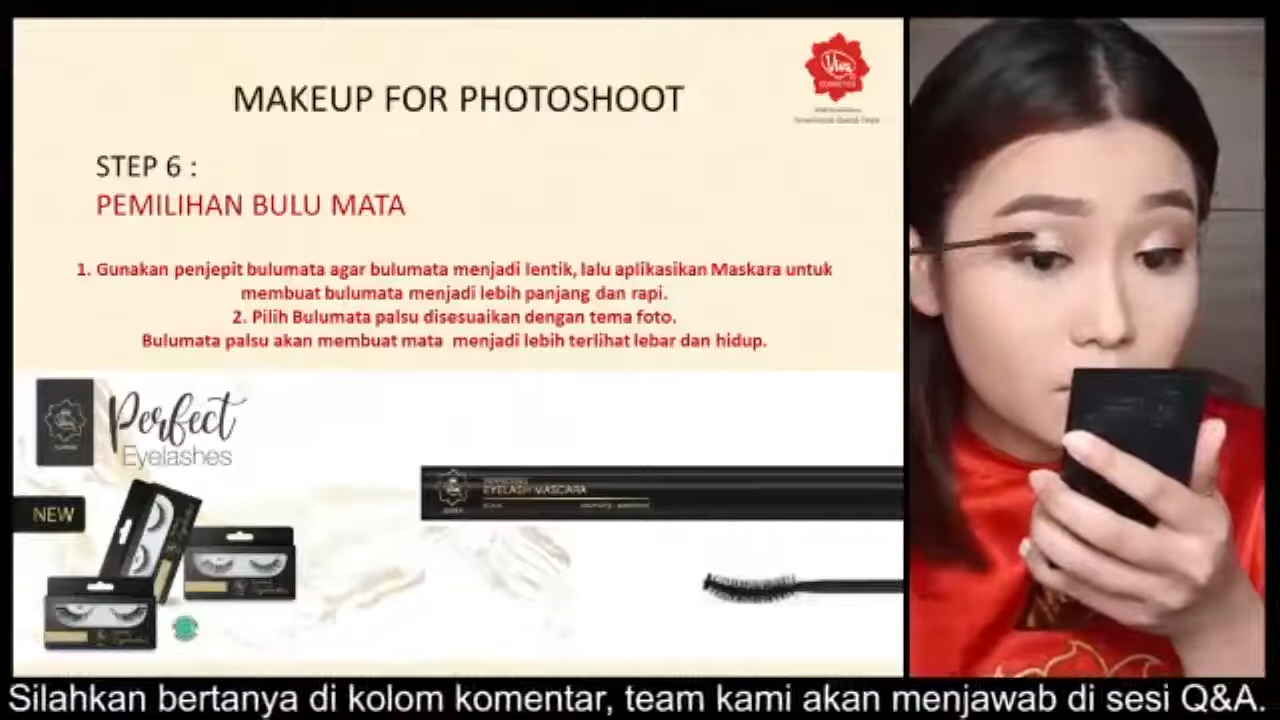 MAKEUP FOR PHOTOSHOOT
Viva
COSMETICS
STEP 6 :
PEMILIHAN BULU MATA
1. Gunakan penjepit bulumata agar bulumata menjadi lentik, lalu aplikasikan Maskara untuk
membuat bulumata menjadi lebih panjang dan rapi.
2. Pilih Bulumata palsu disesuaikan dengan tema foto.
Bulumata palsu akan membuat mata menjadi lebih terlihat lebar dan hidup.
Perfect
Eyelashes
EYELASH MASCARA
NEW
Silahkan bertanya di kolom komentar, team kami akan menjawab di sesi Q&A.